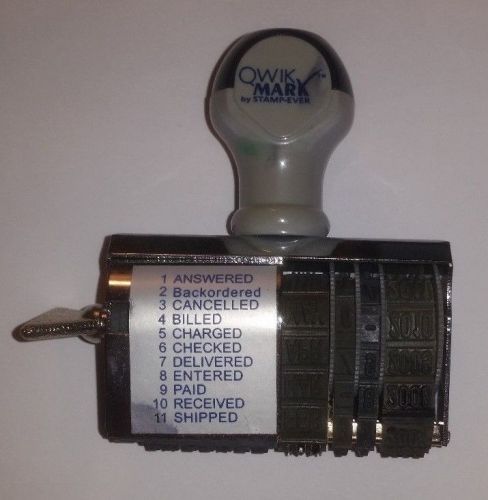 QWIK
MARK™
by STAMP-EVER
1 ANSWERED
2 Backordered
3 CANCELLED
4 BILLED
5 CHARGED
6 CHECKED
7 DELIVERED
8 ENTERED
9 PAID
10 RECEIVED
11 SHIPPED